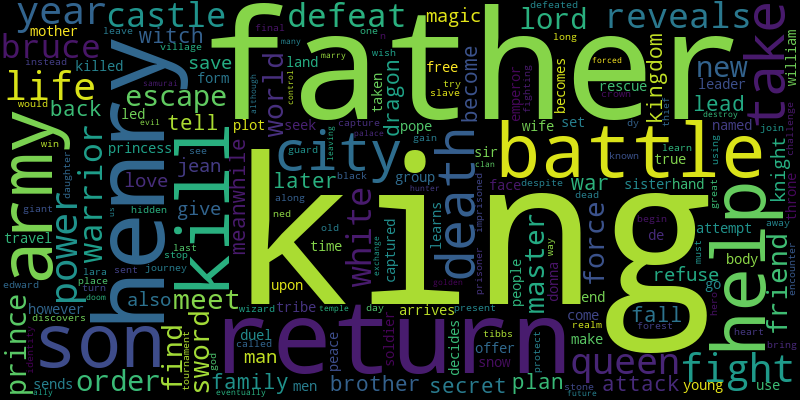 year
castle
defeat
magic
lord
reveals
mother
bruce
witch
killed
life
save
form
land
father
free
world
dragon
taken
become
becomes
rescue
kingdom
new
leader
William
take
escape
back
led
evil
tell
plot
seek
pope
wife
set
lead
named
join
challenge
army
henry
kill
princess
daughter
see
jean
love
give
meanwhile
city
later
guard
group
black
death
battle
sir
face
despite
war
dead
true
sister
hand
knight
throne
power
warrior
hidden
giant
travel
edward
lara
place
turn
doom
sent
journey
stop
last
along
ned
old
time
white
captured
learns
king
imprisoned
people
master
donna
way
force
de
begin
refuse
attempt
must
go
body
help
hero
away
encounter
friend
however
discovers
also
meet
wizard
tribe
upon
temple
day
exchange
prisoner
golden
present
arrives
send
come
realm
fall
forest
heart
bring
prince
identity
son
find
tournament
god
sword
duel
called
man
return
peace
soldier
decides
snow
tibbs
offer
protect
make
queen
fight
sends
ally
order
eventually
family
men
brother
secret
plan
stone
future
attack
young
use
village
leave
many
final
one
marry
wish
long
defeated
forced
crown
thief
destroy
using
great
known
learn
fighting
slave
try
control
although
instead
would
samurai
win
us
capture
palace
leaving
gain
clan
hunter
emperor
n
dy